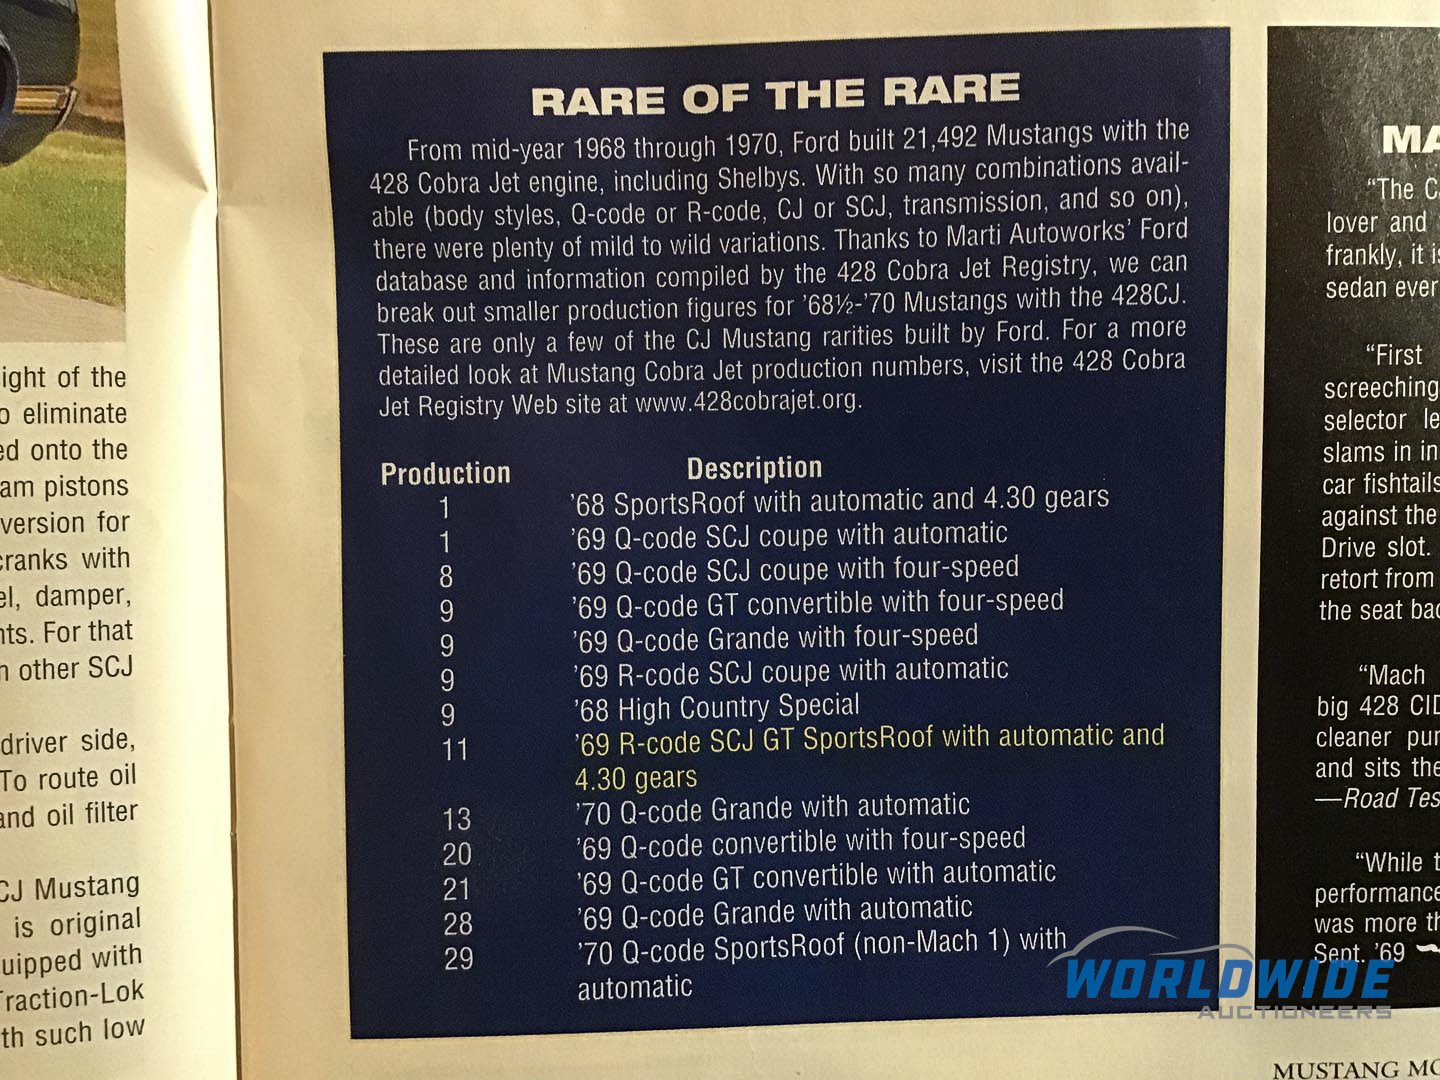 ight of the
o eliminate
ed onto the
am pistons
version for
cranks with
el, damper,
nts. For that
n other SCJ
driver side,
To route oil
and oil filter
CJ Mustang
is original
uipped with
Traction-Lok
th such low
RARE OF THE RARE
From mid-year 1968 through 1970, Ford built 21,492 Mustangs with the
428 Cobra Jet engine, including Shelbys. With so many combinations avail-
able (body styles, Q-code or R-code, CJ or SCJ, transmission, and so on),
there were plenty of mild to wild variations. Thanks to Marti Autoworks' Ford
database and information compiled by the 428 Cobra Jet Registry, we can
break out smaller production figures for '68½-'70 Mustangs with the 428CJ.
These are only a few of the CJ Mustang rarities built by Ford. For a more
detailed look at Mustang Cobra Jet production numbers, visit the 428 Cobra
Jet Registry Web site at www.428cobrajet.org.
Production Description
1 '68 SportsRoof with automatic and 4.30 gears
1 '69 Q-code SCJ coupe with automatic
8 '69 Q-code SCJ coupe with four-speed
9 '69 Q-code GT convertible with four-speed
9 '69 Q-code Grande with four-speed
9 '69 R-code SCJ coupe with automatic
9 '68 High Country Special
11 '69 R-code SCJ GT SportsRoof with automatic and
4.30 gears
13 '70 Q-code Grande with automatic
20 '69 Q-code convertible with four-speed
21 '69 Q-code GT convertible with automatic
28 '69 Q-code Grande with automatic
29 '70 Q-code SportsRoof (non-Mach 1) with
automatic
MA
"The C
lover and
frankly, it is
sedan ever
"First
screeching
selector le
slams in in
car fishtails
against the
Drive slot.
retort from
the seat bac
"Mach
big 428 CID
cleaner pur
and sits the
—Road Tes
"While t
performance
was more th
Sept. '69
WORLDWIDE
AUCTIONEERS
MUSTANG MO